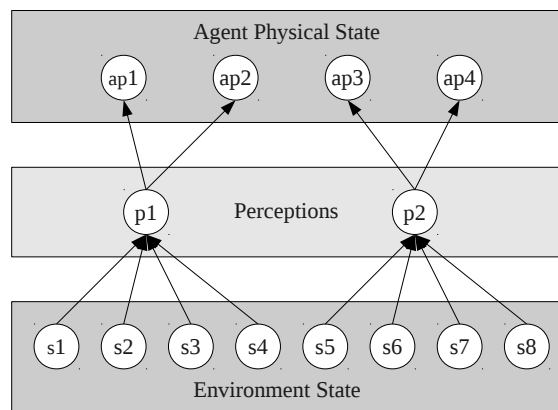 Agent Physical State
ap1 ap2 ap3 ap4
p1 Perceptions p2
s1 s2 s3 s4 s5 s6 s7 s8
Environment State